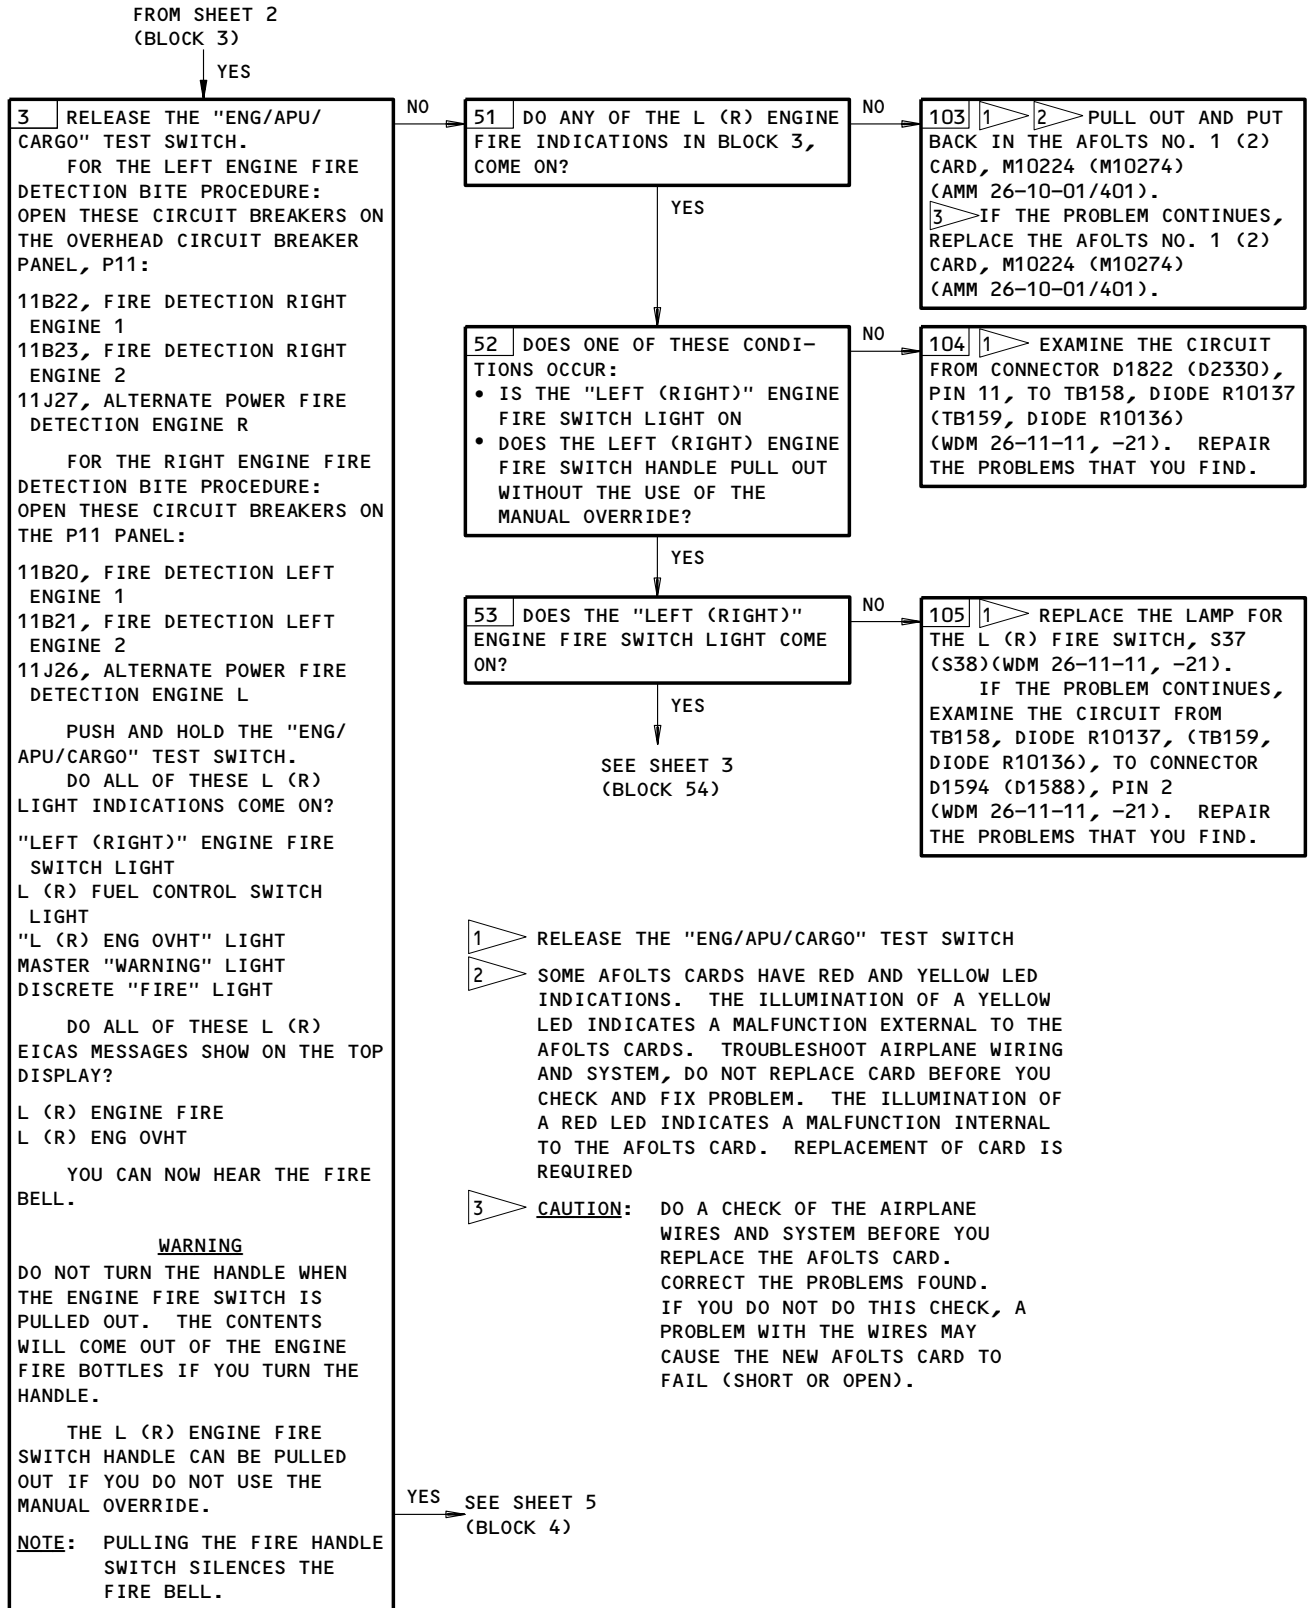 FROM SHEET 2
(BLOCK 3)
YES
3 RELEASE THE "ENG/APU/
CARGO" TEST SWITCH.
FOR THE LEFT ENGINE FIRE
DETECTION BITE PROCEDURE:
OPEN THESE CIRCUIT BREAKERS ON
THE OVERHEAD CIRCUIT BREAKER
PANEL, P11:
11B22, FIRE DETECTION RIGHT
ENGINE 1
11B23, FIRE DETECTION RIGHT
ENGINE 2
11J27, ALTERNATE POWER FIRE
DETECTION ENGINE R
FOR THE RIGHT ENGINE FIRE
DETECTION BITE PROCEDURE:
OPEN THESE CIRCUIT BREAKERS ON
THE P11 PANEL:
11B20, FIRE DETECTION LEFT
ENGINE 1
11B21, FIRE DETECTION LEFT
ENGINE 2
11J26, ALTERNATE POWER FIRE
DETECTION ENGINE L
PUSH AND HOLD THE "ENG/
APU/CARGO" TEST SWITCH.
DO ALL OF THESE L (R)
LIGHT INDICATIONS COME ON?
"LEFT (RIGHT)" ENGINE FIRE
SWITCH LIGHT
L (R) FUEL CONTROL SWITCH
LIGHT
"L (R) ENG OVHT" LIGHT
MASTER "WARNING" LIGHT
DISCRETE "FIRE" LIGHT
DO ALL OF THESE L (R)
EICAS MESSAGES SHOW ON THE TOP
DISPLAY?
L (R) ENGINE FIRE
L (R) ENG OVHT
YOU CAN NOW HEAR THE FIRE
BELL.
WARNING
DO NOT TURN THE HANDLE WHEN
THE ENGINE FIRE SWITCH IS
PULLED OUT. THE CONTENTS
WILL COME OUT OF THE ENGINE
FIRE BOTTLES IF YOU TURN THE
HANDLE.
THE L (R) ENGINE FIRE
SWITCH HANDLE CAN BE PULLED
OUT IF YOU DO NOT USE THE
MANUAL OVERRIDE.
NOTE: PULLING THE FIRE HANDLE
SWITCH SILENCES THE
FIRE BELL.
NO
51 DO ANY OF THE L (R) ENGINE
FIRE INDICATIONS IN BLOCK 3,
COME ON?
NO
103 1 2 PULL OUT AND PUT
BACK IN THE AFOLTS NO. 1 (2)
CARD, M10224 (M10274)
(AMM 26-10-01/401).
3 IF THE PROBLEM CONTINUES,
REPLACE THE AFOLTS NO. 1 (2)
CARD, M10224 (M10274)
(AMM 26-10-01/401).
YES
52 DOES ONE OF THESE CONDI-
TIONS OCCUR:
• IS THE "LEFT (RIGHT)" ENGINE
FIRE SWITCH LIGHT ON
• DOES THE LEFT (RIGHT) ENGINE
FIRE SWITCH HANDLE PULL OUT
WITHOUT THE USE OF THE
MANUAL OVERRIDE?
NO
104 1 EXAMINE THE CIRCUIT
FROM CONNECTOR D1822 (D2330),
PIN 11, TO TB158, DIODE R10137
(TB159, DIODE R10136)
(WDM 26-11-11, -21). REPAIR
THE PROBLEMS THAT YOU FIND.
YES
53 DOES THE "LEFT (RIGHT)"
ENGINE FIRE SWITCH LIGHT COME
ON?
NO
105 1 REPLACE THE LAMP FOR
THE L (R) FIRE SWITCH, S37
(S38)(WDM 26-11-11, -21).
IF THE PROBLEM CONTINUES,
EXAMINE THE CIRCUIT FROM
TB158, DIODE R10137, (TB159,
DIODE R10136), TO CONNECTOR
D1594 (D1588), PIN 2
(WDM 26-11-11, -21). REPAIR
THE PROBLEMS THAT YOU FIND.
YES
SEE SHEET 3
(BLOCK 54)
1 RELEASE THE "ENG/APU/CARGO" TEST SWITCH
2 SOME AFOLTS CARDS HAVE RED AND YELLOW LED
INDICATIONS. THE ILLUMINATION OF A YELLOW
LED INDICATES A MALFUNCTION EXTERNAL TO THE
AFOLTS CARDS. TROUBLESHOOT AIRPLANE WIRING
AND SYSTEM, DO NOT REPLACE CARD BEFORE YOU
CHECK AND FIX PROBLEM. THE ILLUMINATION OF
A RED LED INDICATES A MALFUNCTION INTERNAL
TO THE AFOLTS CARD. REPLACEMENT OF CARD IS
REQUIRED
3 CAUTION: DO A CHECK OF THE AIRPLANE
WIRES AND SYSTEM BEFORE YOU
REPLACE THE AFOLTS CARD.
CORRECT THE PROBLEMS FOUND.
IF YOU DO NOT DO THIS CHECK, A
PROBLEM WITH THE WIRES MAY
CAUSE THE NEW AFOLTS CARD TO
FAIL (SHORT OR OPEN).
YES
SEE SHEET 5
(BLOCK 4)